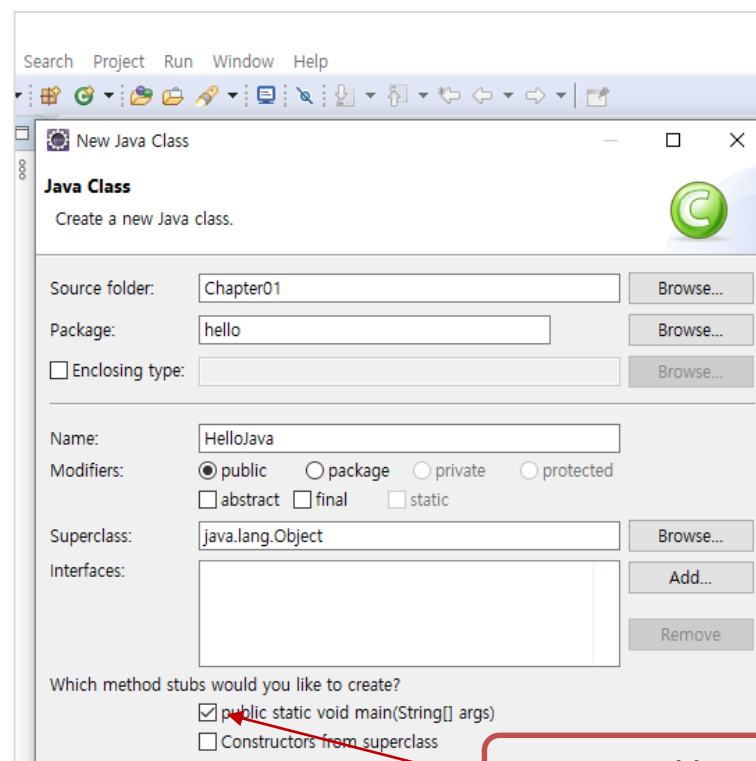 Search Project Run Window Help
New Java Class
Java Class
Create a new Java class.
Source folder: Chapter01 Browse...
Package: hello Browse...
Enclosing type: Browse...
Name: HelloJava
Modifiers: public package private protected
abstract final static
Superclass: java.lang.Object Browse...
Interfaces: Add...
Remove
Which method stubs would you like to create?
public static void main(String[] args)
Constructors from superclass